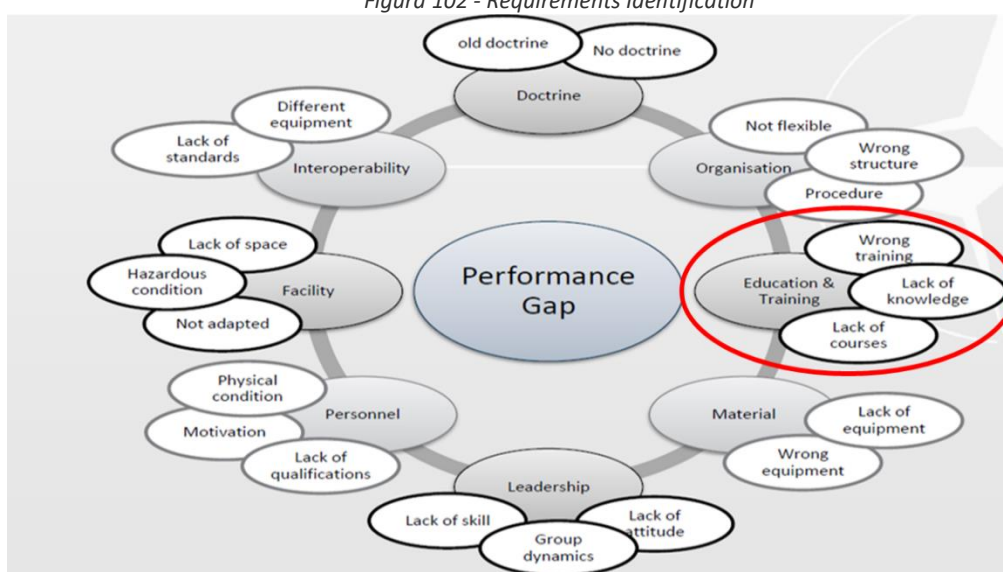 Figura 102 - Requirements identification
old doctrine
No doctrine
Doctrine
Different
equipment
Lack of
standards
Interoperability
Not flexible
Wrong
structure
Organisation
Procedure
Lack of space
Hazardous
condition
Facility
Not adapted
Performance
Gap
Wrong
training
Education &
Training
Lack of
knowledge
Lack of
courses
Physical
condition
Personnel
Motivation
Lack of
qualifications
Material
Lack of
equipment
Wrong
equipment
Leadership
Lack of skill
Group
dynamics
Lack of
attitude